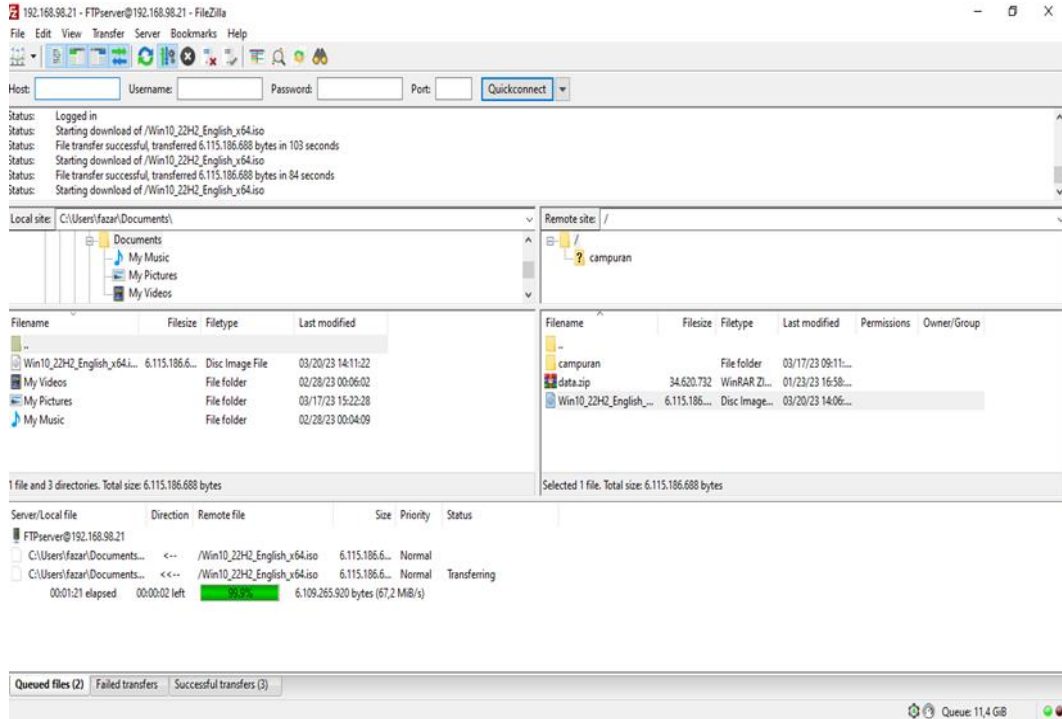 192.168.98.21 - FTPserver@192.168.98.21 - FileZilla
File Edit View Transfer Server Bookmarks Help
Host: Username: Password: Port: Quickconnect
Status: Logged in
Status: Starting download of /Win10_22H2_English_x64.iso
Status: File transfer successful, transferred 6.115.186.688 bytes in 103 seconds
Status: Starting download of /Win10_22H2_English_x64.iso
Status: File transfer successful, transferred 6.115.186.688 bytes in 84 seconds
Status: Starting download of /Win10_22H2_English_x64.iso
Local site: C:\Users\fazar\Documents\
Documents
My Music
My Pictures
My Videos
Remote site: /
/
? campuran
Filename Filesize Filetype Last modified
..
Win10_22H2_English_x64.i... 6.115.186.6... Disc Image File 03/20/23 14:11:22
My Videos File folder 02/28/23 00:06:02
My Pictures File folder 03/17/23 15:22:28
My Music File folder 02/28/23 00:04:09
1 file and 3 directories. Total size: 6.115.186.688 bytes
Filename Filesize Filetype Last modified Permissions Owner/Group
..
campuran File folder 03/17/23 09:11:...
data.zip 34.620.732 WinRAR ZI... 01/23/23 16:58:...
Win10_22H2_English_... 6.115.186.... Disc Image... 03/20/23 14:06:...
Selected 1 file. Total size: 6.115.186.688 bytes
Server/Local file Direction Remote file Size Priority Status
FTPserver@192.168.98.21
C:\Users\fazar\Documents... <-- /Win10_22H2_English_x64.iso 6.115.186.6... Normal
C:\Users\fazar\Documents... <<-- /Win10_22H2_English_x64.iso 6.115.186.6... Normal Transferring
00:01:21 elapsed 00:00:02 left 99.9% 6.109.265.920 bytes (67,2 MiB/s)
Queued files (2) Failed transfers Successful transfers (3)
Queue: 11,4 GiB